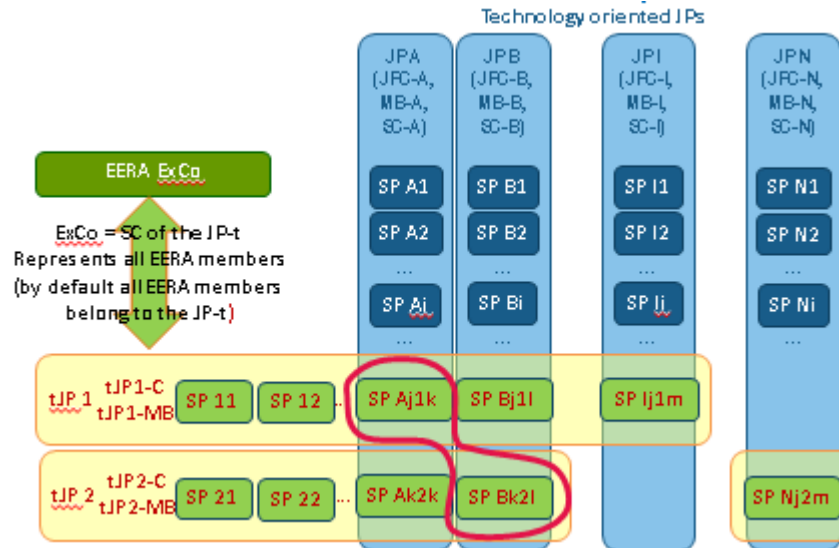 Technology oriented JPs
JPA
(JFC-A,
MB-A,
SC-A)
JPB
(JFC-B,
MB-B,
SC-B)
JPI
(JFC-I,
MB-I,
SC-I)
JPN
(JFC-N,
MB-N,
SC-N)
EERA ExCo
SP A1
SP B1
SP I1
SP N1
SP A2
SP B2
SP I2
SP N2
...
...
...
...
SP Aj
SP Bi
SP Ij
SP Ni
...
...
...
...
ExCo = SC of the JP-t
Represents all EERA members
(by default all EERA members
belong to the JP-t)
tJP 1
tJP1-C
tJP1-MB
SP 11
SP 12
...
SP Aj1k
SP Bj1l
SP Ij1m
tJP 2
tJP2-C
tJP2-MB
SP 21
SP 22
...
SP Ak2k
SP Bk2l
SP Nj2m